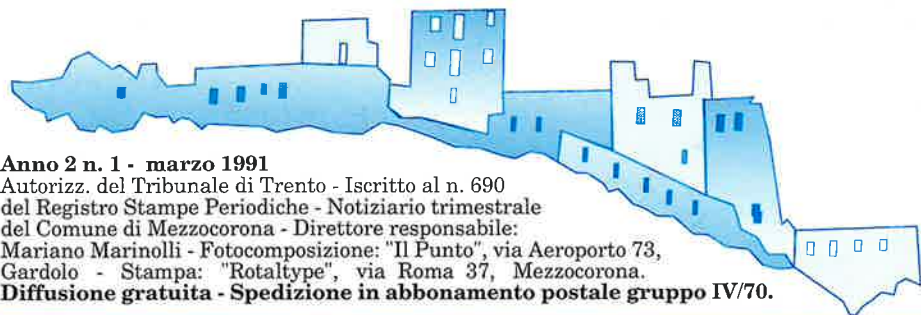 Anno 2 n. 1 - marzo 1991
Autorizz. del Tribunale di Trento - Iscritto al n. 690
del Registro Stampe Periodiche - Notiziario trimestrale
del Comune di Mezzocorona - Direttore responsabile:
Mariano Marinolli - Fotocomposizione: "Il Punto", via Aeroporto 73,
Gardolo - Stampa: "Rotaltype", via Roma 37, Mezzocorona.
Diffusione gratuita - Spedizione in abbonamento postale gruppo IV/70.